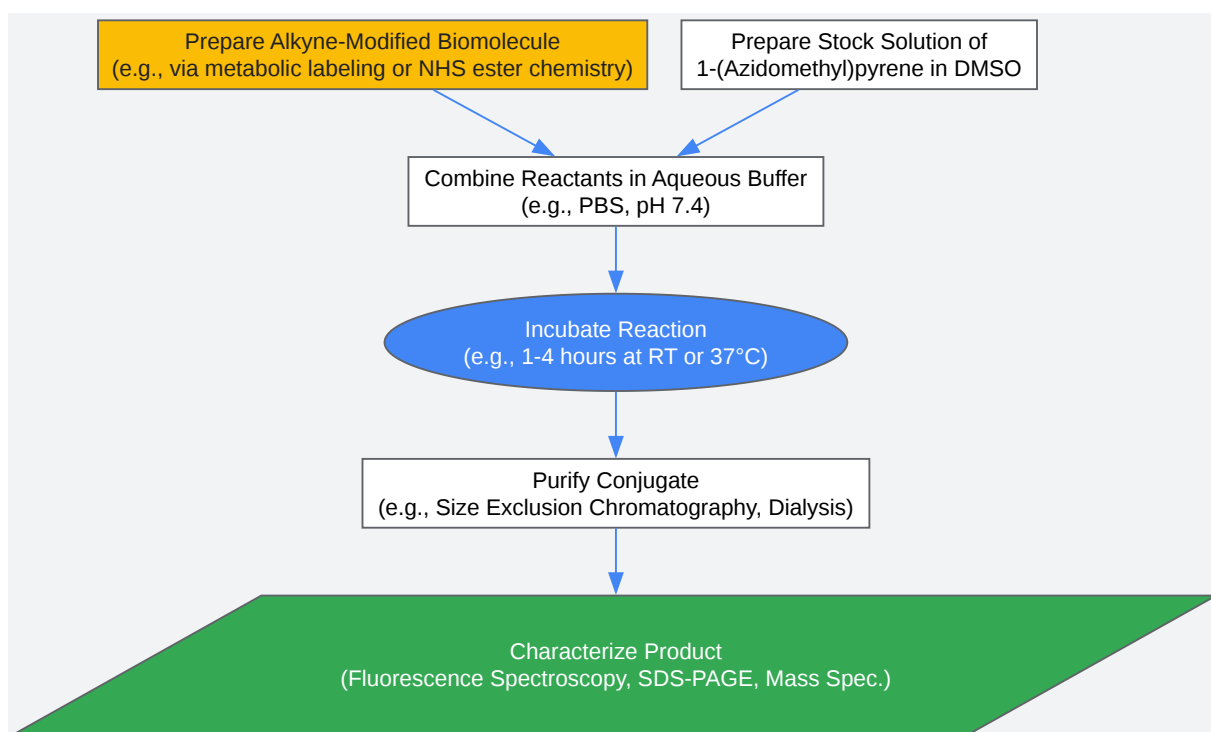 Prepare Alkyne-Modified Biomolecule
(e.g., via metabolic labeling or NHS ester chemistry)
Prepare Stock Solution of
1-(Azidomethyl)pyrene in DMSO
Combine Reactants in Aqueous Buffer
(e.g., PBS, pH 7.4)
Incubate Reaction
(e.g., 1-4 hours at RT or 37°C)
Purify Conjugate
(e.g., Size Exclusion Chromatography, Dialysis)
Characterize Product
(Fluorescence Spectroscopy, SDS-PAGE, Mass Spec.)